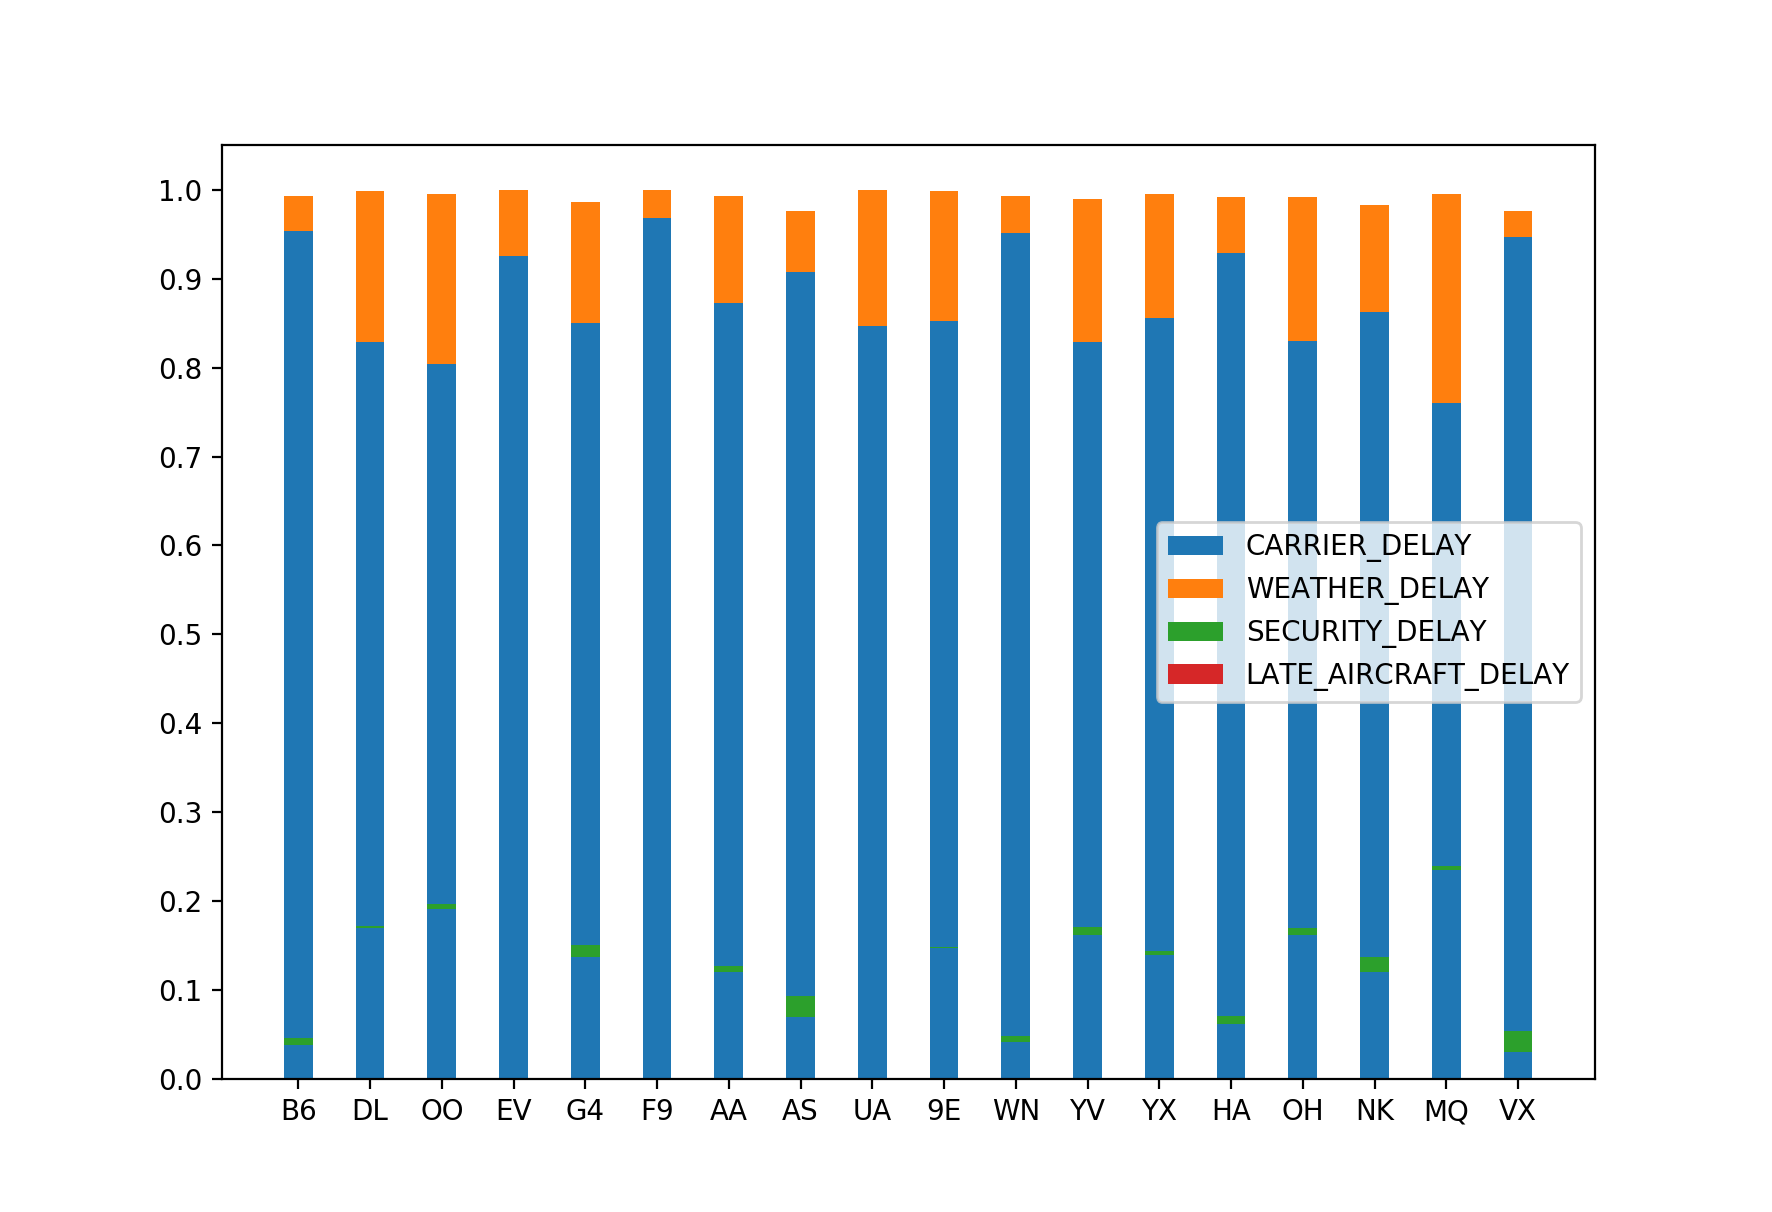 1.0
0.9
0.8
0.7
0.6
0.5
0.4
0.3
0.2
0.1
0.0
CARRIER_DELAY
WEATHER_DELAY
SECURITY_DELAY
LATE_AIRCRAFT_DELAY
B6 DL OO EV G4 F9 AA AS UA 9E WN YV YX HA OH NK MQ VX